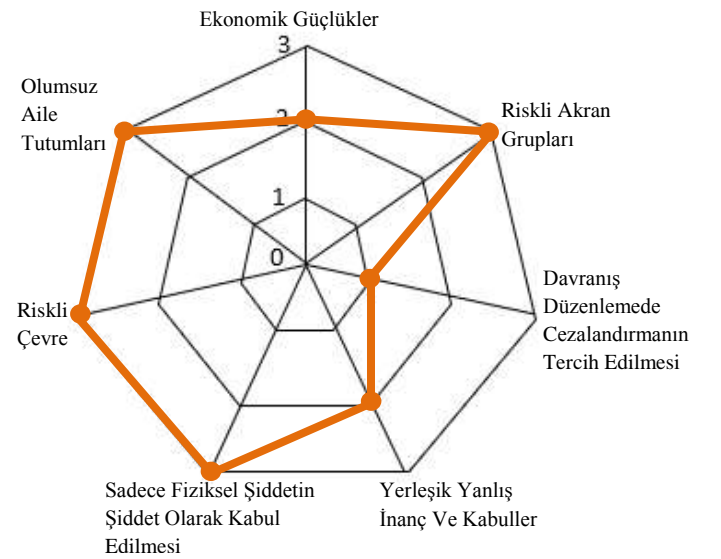 Ekonomik Güçlükler
3
Olumsuz
Aile
Tutumları
Riskli Akran
Grupları
2
1
0
Davranış
Düzenlemede
Cezalandırmanın
Tercih Edilmesi
Riskli
Çevre
Sadece Fiziksel Şiddetin
Şiddet Olarak Kabul
Edilmesi
Yerleşik Yanlış
İnanç Ve Kabuller